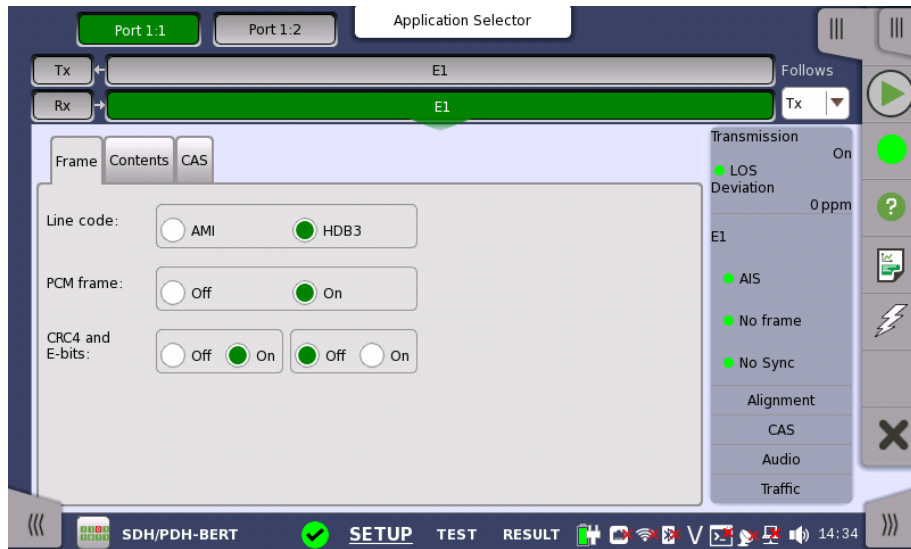 Port 1:1
Port 1:2
Application Selector
Tx
E1
Follows
Rx
E1
Tx
Frame
Contents
CAS
Line code:
AMI
HDB3
PCM frame:
Off
On
CRC4 and
E-bits:
Off
On
Off
On
Transmission
On
LOS
Deviation
0 ppm
E1
AIS
No frame
No Sync
Alignment
CAS
Audio
Traffic
SDH/PDH-BERT
SETUP
TEST
RESULT
V
14:34